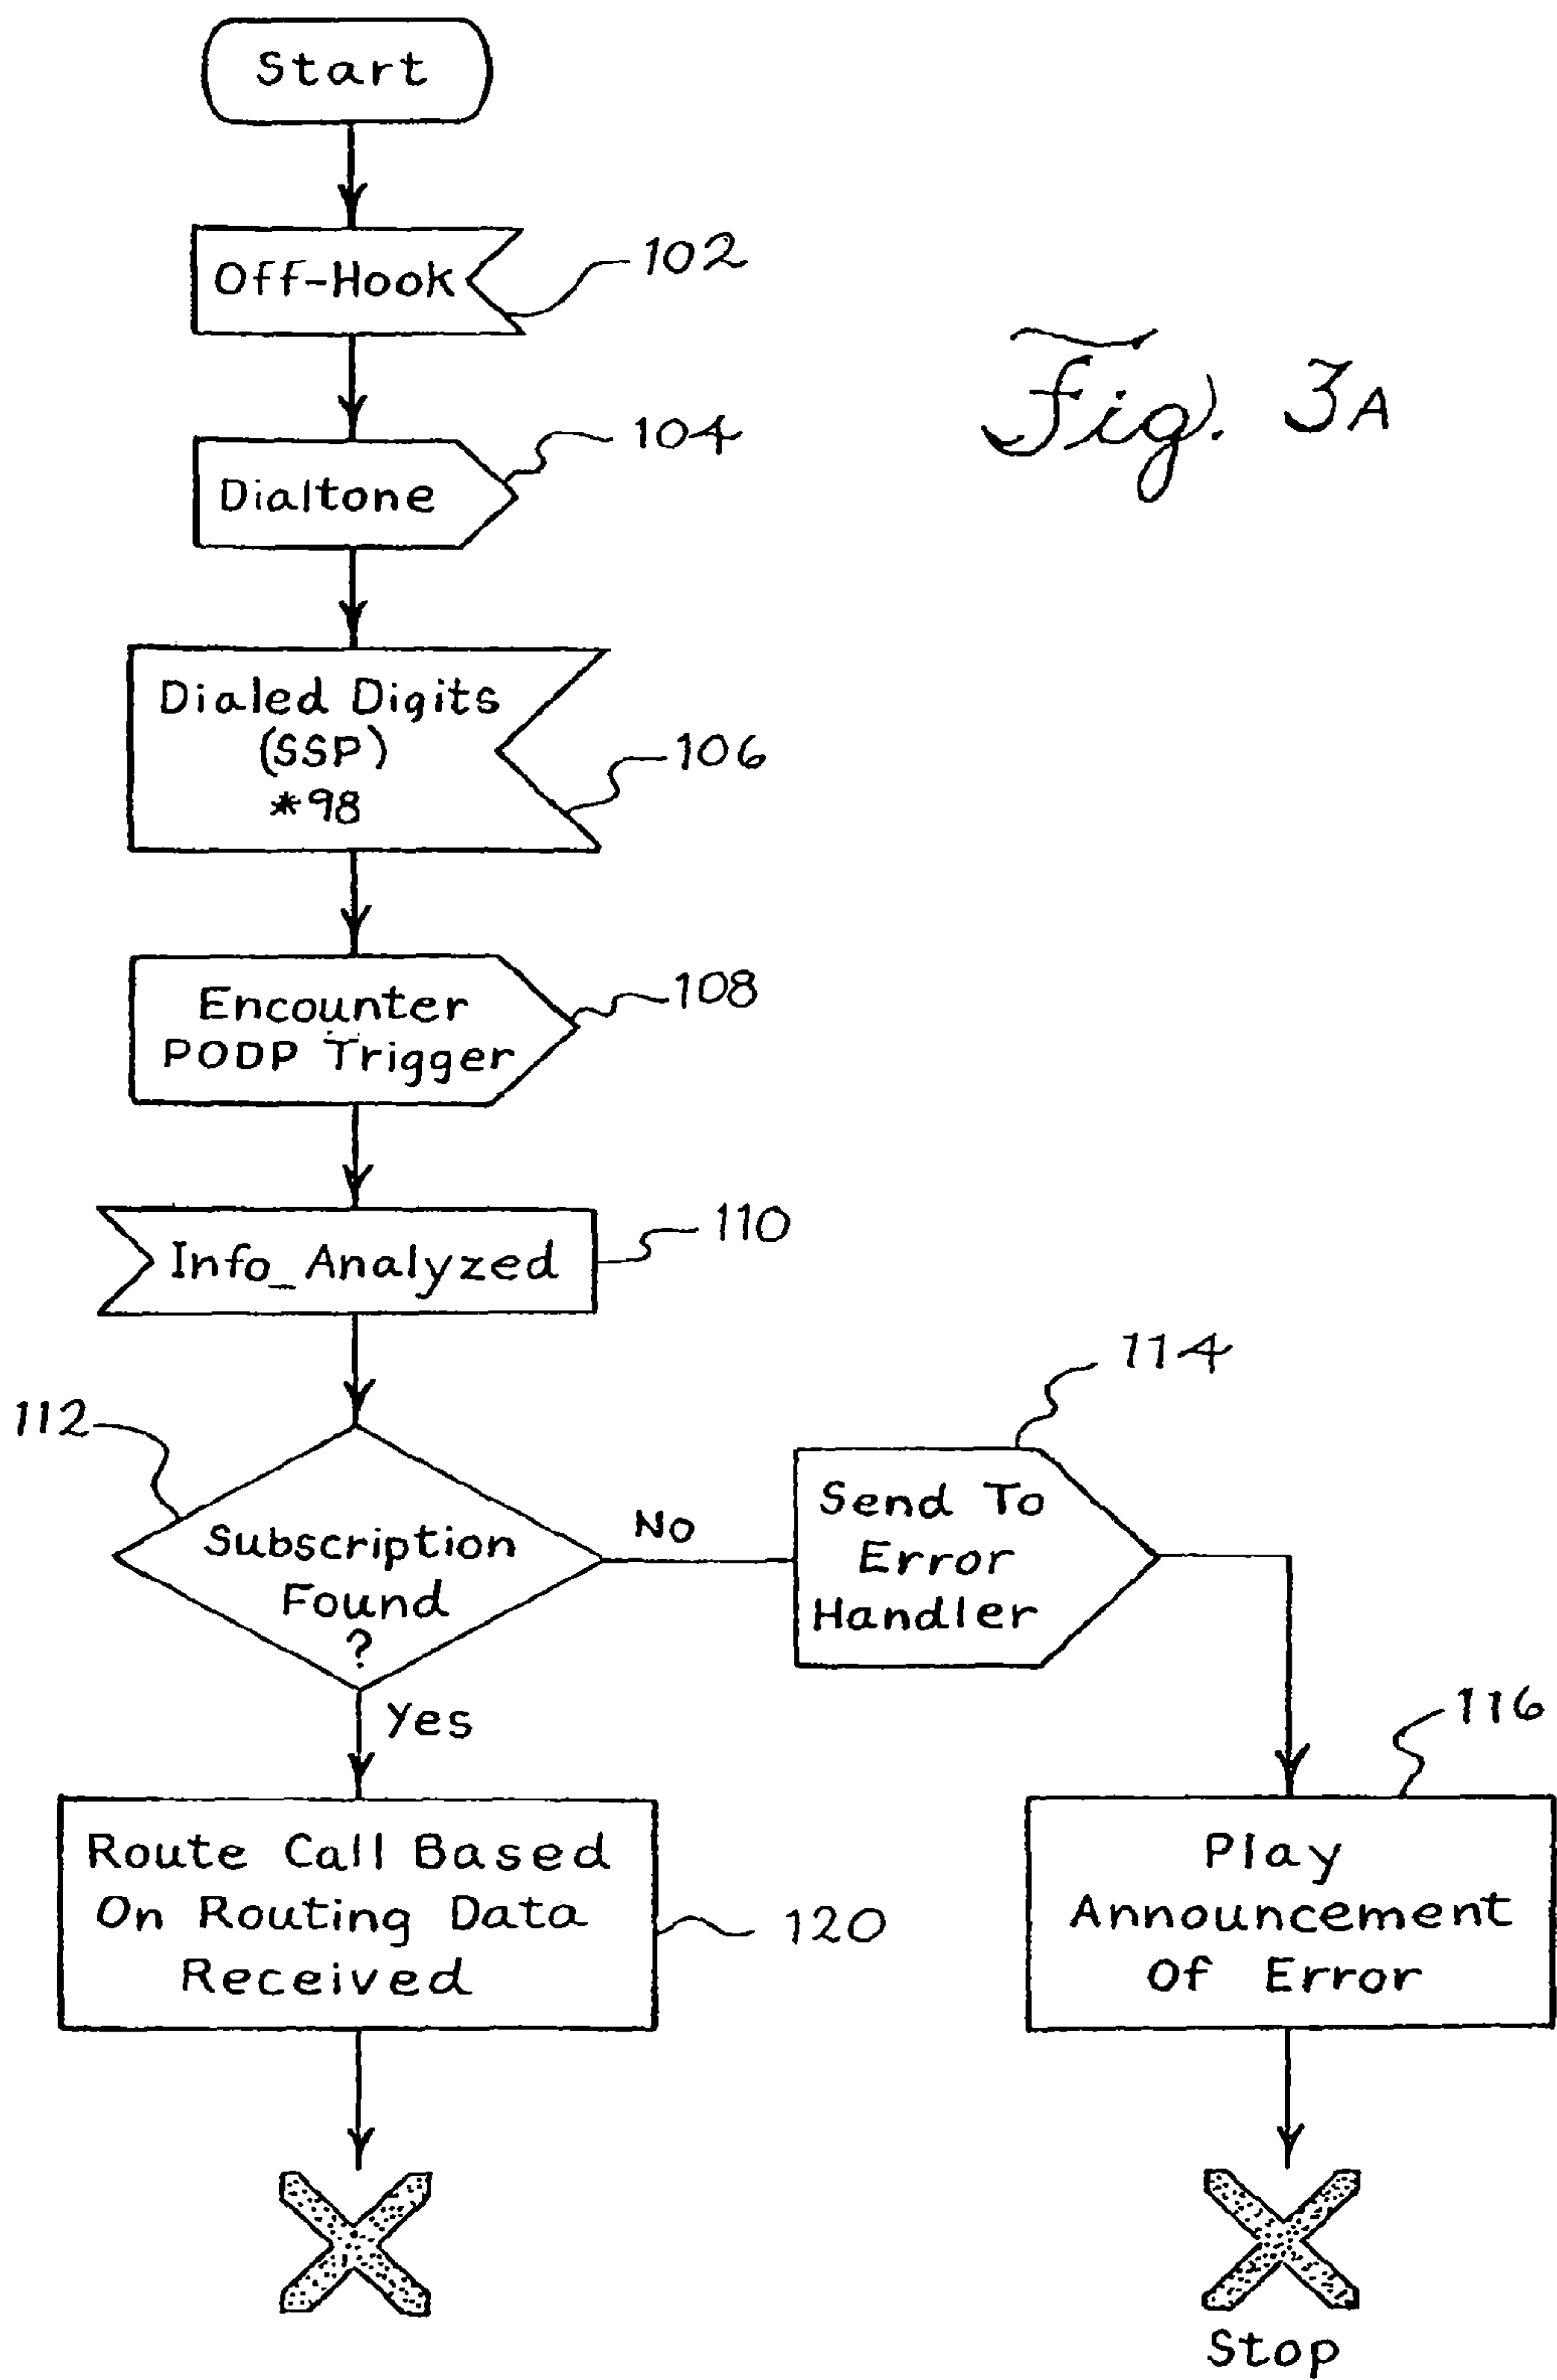 Start
Off-Hook
102
Fig. 3A
Dialtone
104
Dialed Digits
(SSP)
*98
106
Encounter
PODP Trigger
108
Info_Analyzed
110
112
Subscription
Found
?
No
Yes
114
Send To
Error
Handler
116
Route Call Based
On Routing Data
Received
120
Play
Announcement
Of Error
Stop